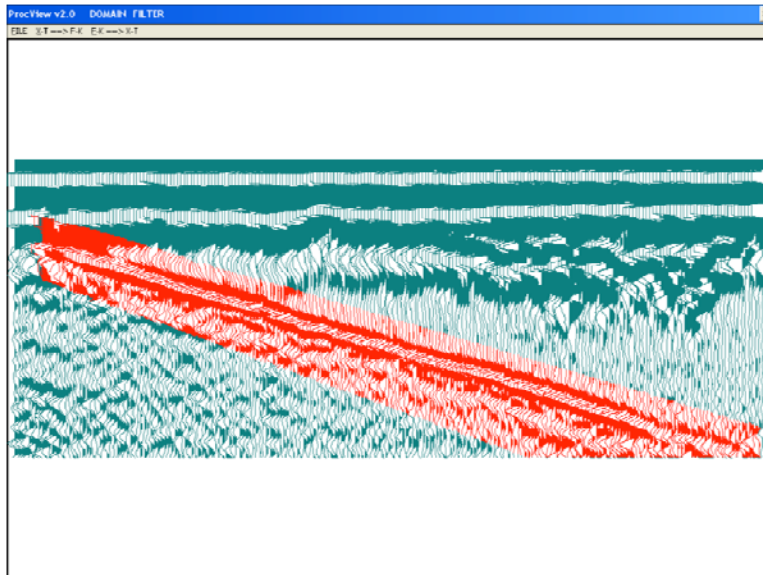 ProcView v2.0 DOMAIN FILTER
FILE X-T ==> F-K F-K ==> X-T